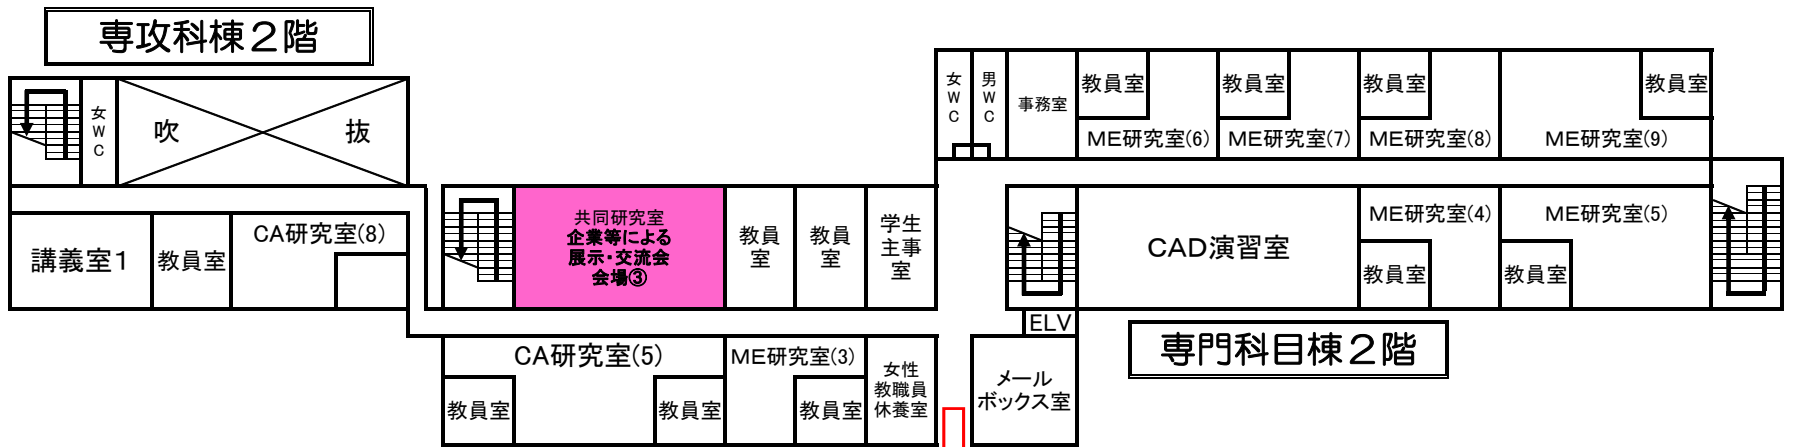 専攻科棟2階
女WC
吹 抜
講義室1
教員室
CA研究室(8)
共同研究室
企業等による
展示・交流会
会場③
教員
室
教員
室
学生
主事
室
CA研究室(5)
教員室
教員室
ME研究室(3)
教員室
女性
教職員
休養室
女WC
男WC
事務室
教員室
ME研究室(6)
教員室
ME研究室(7)
教員室
ME研究室(8)
教員室
ME研究室(9)
CAD演習室
ME研究室(4)
教員室
ME研究室(5)
教員室
ELV
メール
ボックス室
専門科目棟2階